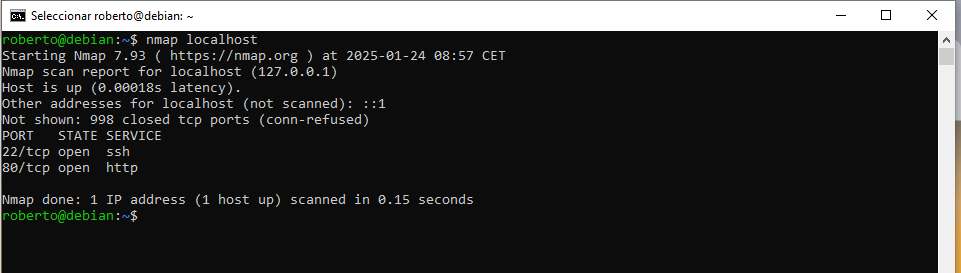 Seleccionar roberto@debian: ~
roberto@debian:~$ nmap localhost
Starting Nmap 7.93 ( https://nmap.org ) at 2025-01-24 08:57 CET
Nmap scan report for localhost (127.0.0.1)
Host is up (0.00018s latency).
Other addresses for localhost (not scanned): ::1
Not shown: 998 closed tcp ports (conn-refused)
PORT   STATE SERVICE
22/tcp open  ssh
80/tcp open  http
Nmap done: 1 IP address (1 host up) scanned in 0.15 seconds
roberto@debian:~$